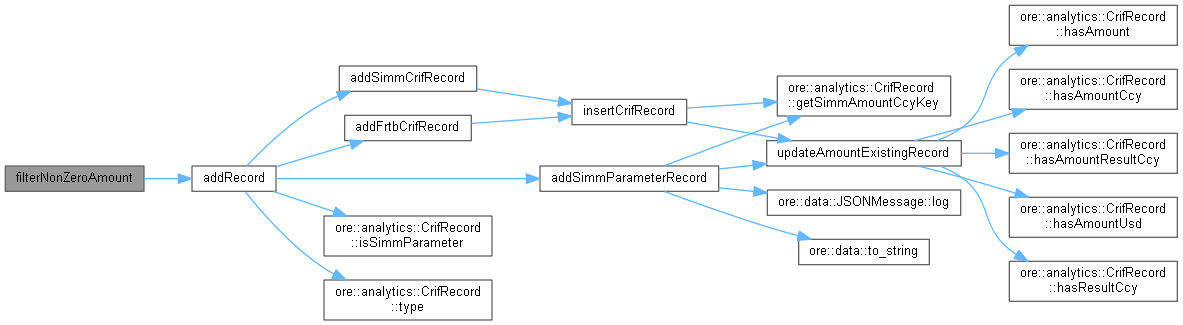 filterNonZeroAmount
addRecord
addSimmCrifRecord
addFrtbCrifRecord
addSimmParameterRecord
ore::analytics::CrifRecord
::isSimmParameter
ore::analytics::CrifRecord
::type
insertCrifRecord
ore::analytics::CrifRecord
::getSimmAmountCcyKey
updateAmountExistingRecord
ore::data::JSONMessage::log
ore::data::to_string
ore::analytics::CrifRecord
::hasAmount
ore::analytics::CrifRecord
::hasAmountCcy
ore::analytics::CrifRecord
::hasAmountResultCcy
ore::analytics::CrifRecord
::hasAmountUsd
ore::analytics::CrifRecord
::hasResultCcy